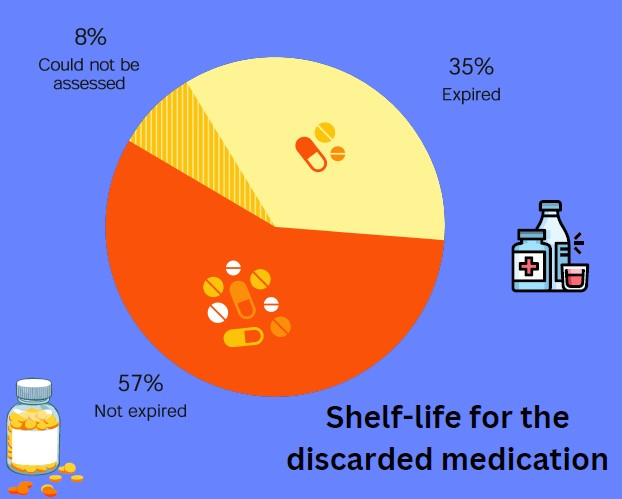 8%
Could not be
assessed
35%
Expired
57%
Not expired
Shelf-life for the
discarded medication